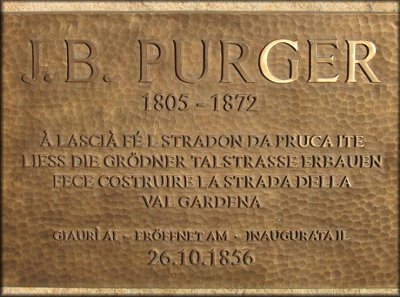 J.B. PURGER
1805 - 1872
À LASCIÀ FÉ L STRADON DA PRUCA ITE
LIESS DIE GRÖDNER TALSTRASSE ERBAUEN
FECE COSTRUIRE LA STRADA DELLA
VAL GARDENA
GIAURÌ AL - ERÖFFNET AM - INAUGURATA IL
26.10.1856